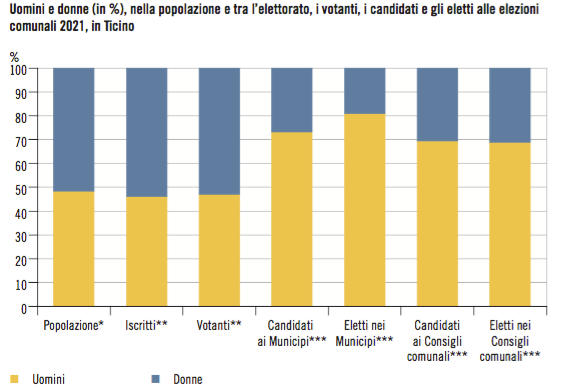 Uomini e donne (in %), nella popolazione e tra l'elettorato, i votanti, i candidati e gli eletti alle elezioni
comunali 2021, in Ticino
%
100
90
80
70
60
50
40
30
20
10
0
Popolazione*
Iscritti**
Votanti**
Candidati
ai Municipi***
Eletti nei
Municipi***
Candidati
ai Consigli
comunali***
Eletti nei
Consigli
comunali***
Uomini
Donne